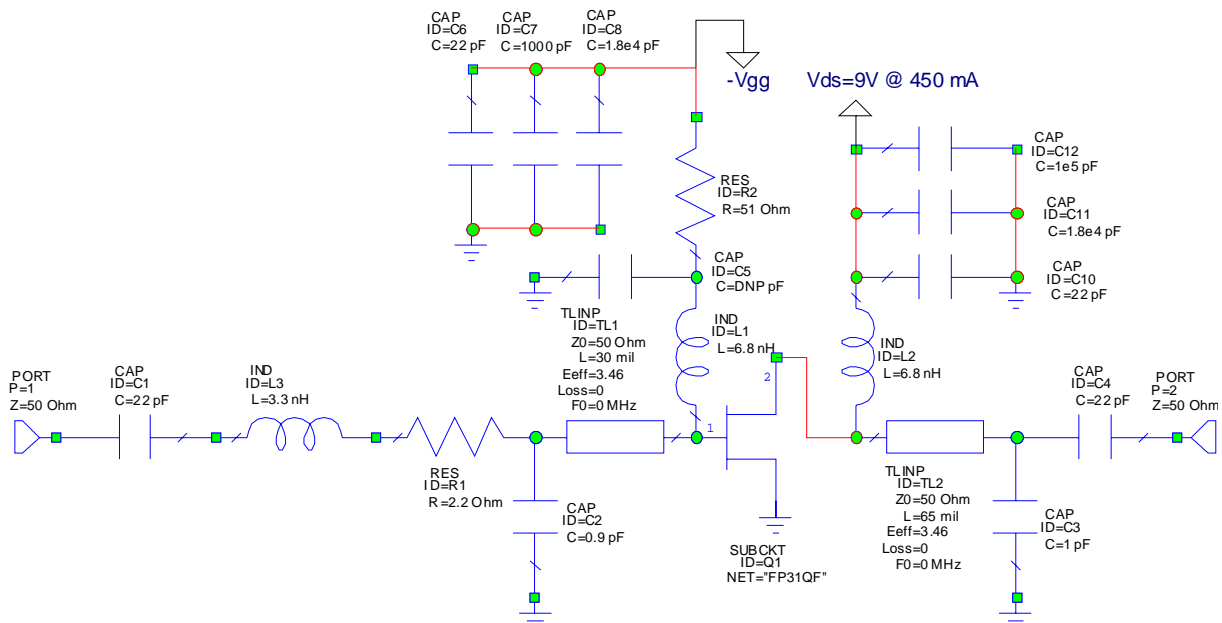 CAP
ID=C6
C=22 pF
CAP
ID=C7
C=1000 pF
CAP
ID=C8
C=1.8e4 pF
-Vgg
Vds=9V @ 450 mA
CAP
ID=C12
C=1e5 pF
RES
ID=R2
R=51 Ohm
CAP
ID=C11
C=1.8e4 pF
CAP
ID=C5
C=DNP pF
CAP
ID=C10
C=22 pF
TLINP
ID=TL1
Z0=50 Ohm
L=30 mil
Eeff=3.46
Loss=0
F0=0 MHz
IND
ID=L1
L=6.8 nH
IND
ID=L2
L=6.8 nH
PORT
P=1
Z=50 Ohm
CAP
ID=C1
C=22 pF
IND
ID=L3
L=3.3 nH
2
1
CAP
ID=C4
C=22 pF
PORT
P=2
Z=50 Ohm
RES
ID=R1
R=2.2 Ohm
CAP
ID=C2
C=0.9 pF
SUBCKT
ID=Q1
NET="FP31QF"
TLINP
ID=TL2
Z0=50 Ohm
L=65 mil
Eeff=3.46
Loss=0
F0=0 MHz
CAP
ID=C3
C=1 pF